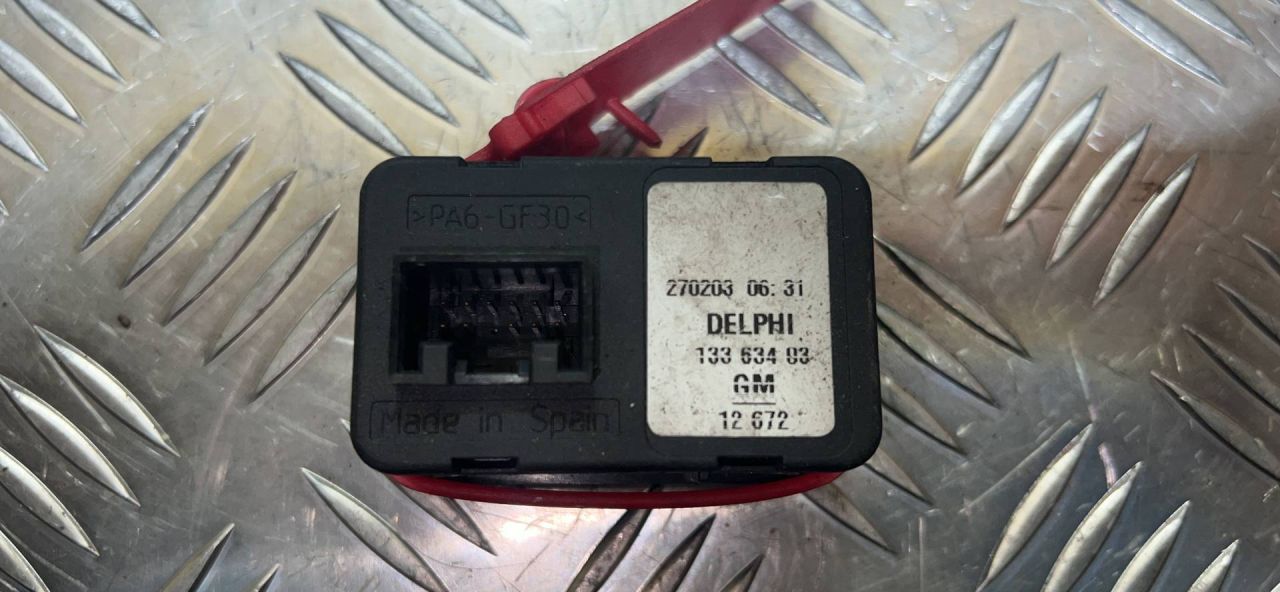 >PA6-GF30<
Made in Spain
270203 06:31
DELPHI
133 634 03
GM
12 672